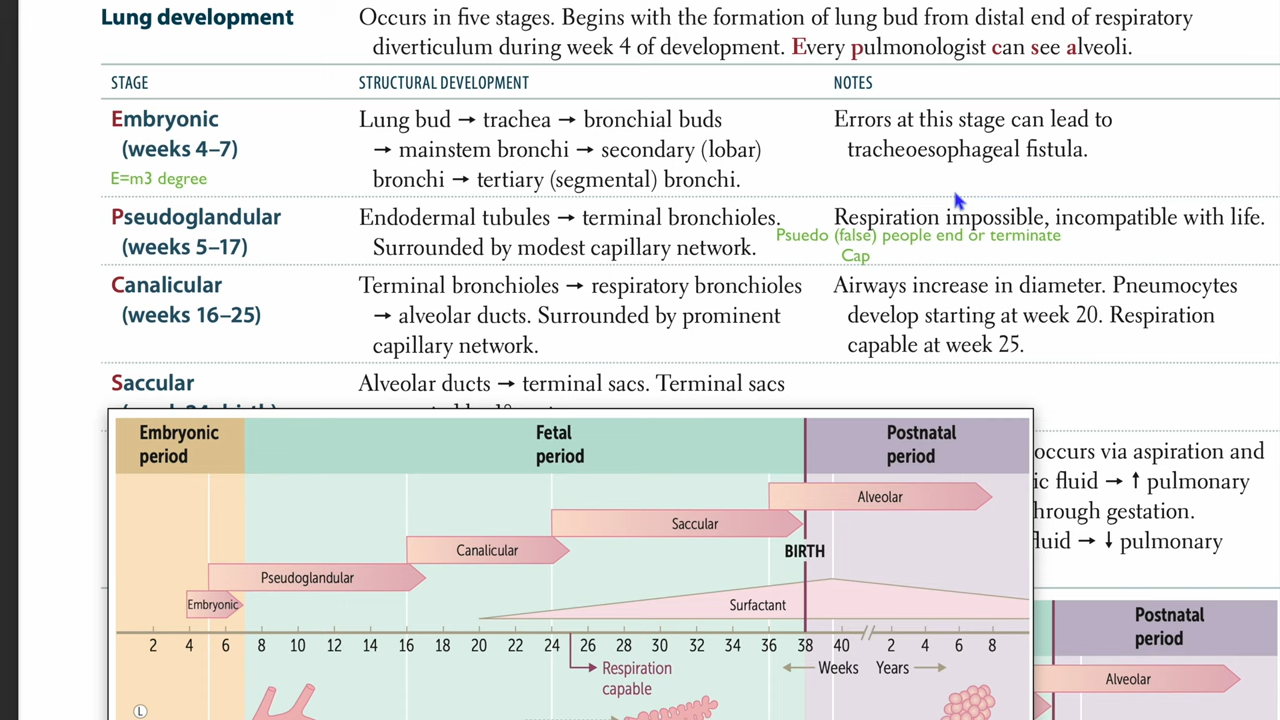 Lung development
Occurs in five stages. Begins with the formation of lung bud from distal end of respiratory
diverticulum during week 4 of development. Every pulmonologist can see alveoli.
STAGE STRUCTURAL DEVELOPMENT NOTES
Embryonic
(weeks 4–7)
E=m3 degree
Lung bud → trachea → bronchial buds
→ mainstem bronchi → secondary (lobar)
bronchi → tertiary (segmental) bronchi.
Errors at this stage can lead to
tracheoesophageal fistula.
Pseudoglandular
(weeks 5–17)
Endodermal tubules → terminal bronchioles.
Surrounded by modest capillary network.
Respiration impossible, incompatible with life.
Psuedo (false) people end or terminate
Cap
Canalicular
(weeks 16–25)
Terminal bronchioles → respiratory bronchioles
→ alveolar ducts. Surrounded by prominent
capillary network.
Airways increase in diameter. Pneumocytes
develop starting at week 20. Respiration
capable at week 25.
Saccular
Alveolar ducts → terminal sacs. Terminal sacs
occurs via aspiration and
ic fluid → ↑ pulmonary
hrough gestation.
fluid → ↓ pulmonary
Embryonic
period
Fetal
period
Postnatal
period
Alveolar
Saccular
Canalicular
BIRTH
Pseudoglandular
Embryonic
Surfactant
2 4 6 8 10 12 14 16 18 20 22 24 26 28 30 32 34 36 38 40 2 4 6 8
Respiration
capable
Weeks Years
L
Postnatal
period
Alveolar